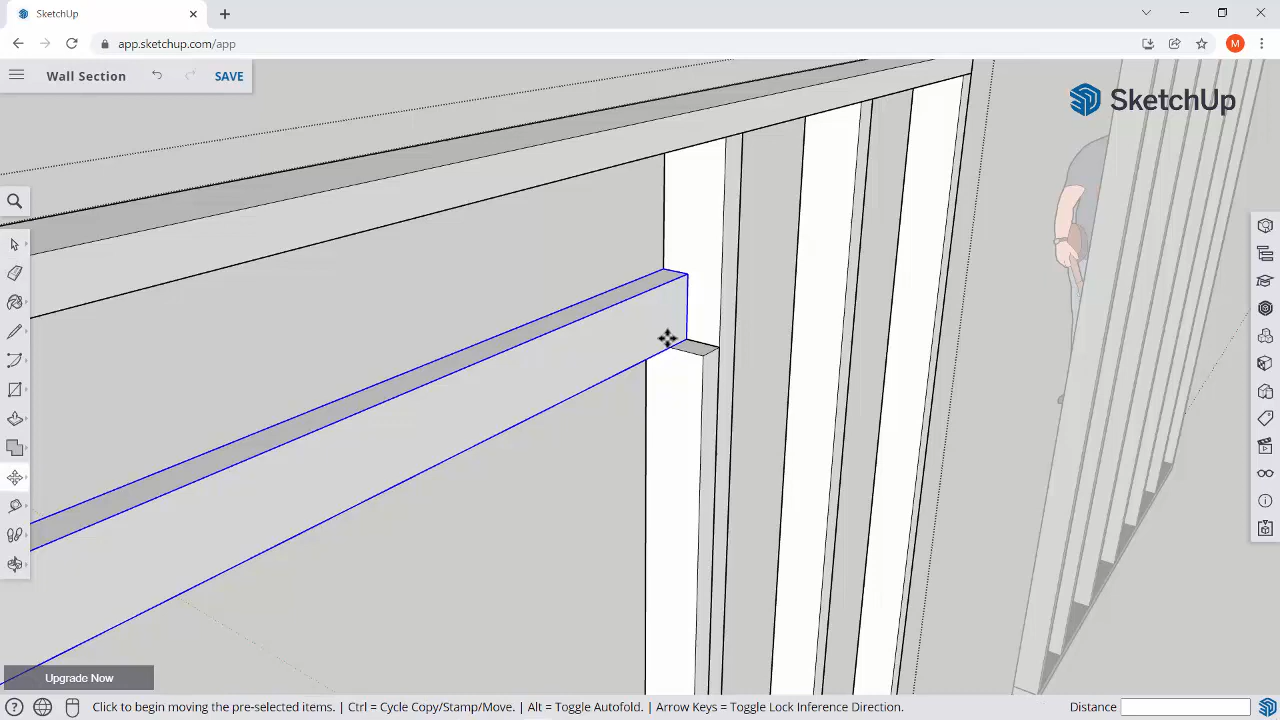 SketchUp
app.sketchup.com/app
M
Wall Section
SAVE
SketchUp
Upgrade Now
Click to begin moving the pre-selected items. | Ctrl = Cycle Copy/Stamp/Move. | Alt = Toggle Autofold. | Arrow Keys = Toggle Lock Inference Direction.
Distance